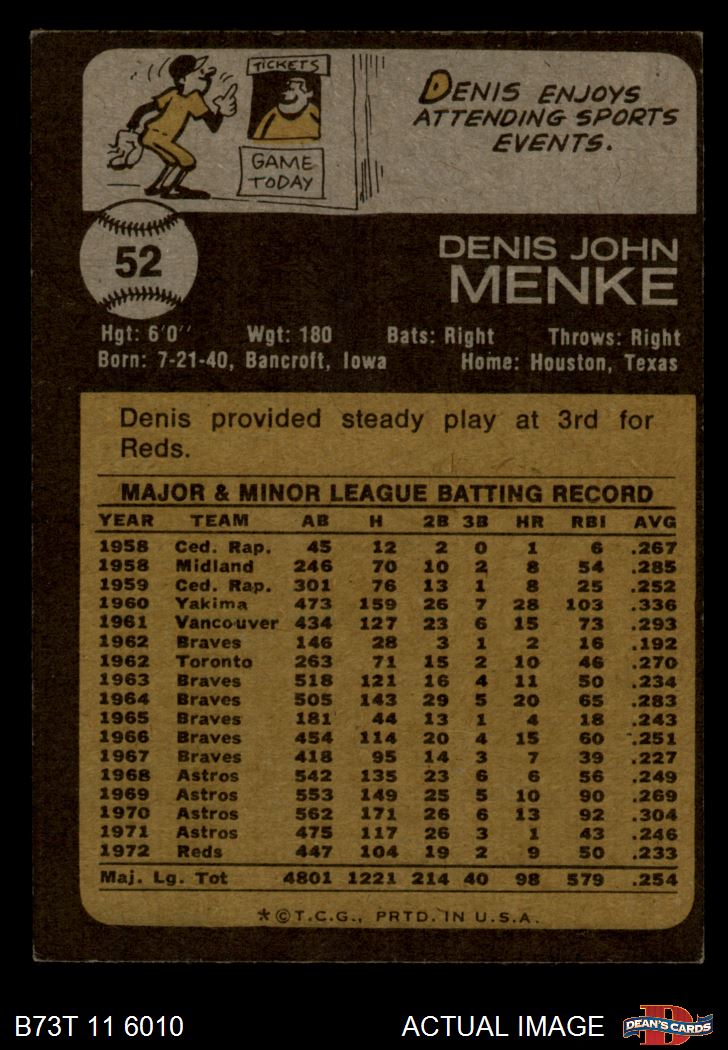 TICKETS
GAME
TODAY
DENIS ENJOYS
ATTENDING SPORTS
EVENTS.
52
DENIS JOHN
MENKE
Hgt: 6'0" Wgt: 180 Bats: Right Throws: Right
Born: 7-21-40, Bancroft, Iowa Home: Houston, Texas
Denis provided steady play at 3rd for
Reds.
MAJOR & MINOR LEAGUE BATTING RECORD
YEAR TEAM AB H 2B 3B HR RBI AVG
1958 Ced. Rap. 45 12 2 0 1 6 .267
1958 Midland 246 70 10 2 8 54 .285
1959 Ced. Rap. 301 76 13 1 8 25 .252
1960 Yakima 473 159 26 7 28 103 .336
1961 Vancouver 434 127 23 6 15 73 .293
1962 Braves 146 28 3 1 2 16 .192
1962 Toronto 263 71 15 2 10 46 .270
1963 Braves 518 121 16 4 11 50 .234
1964 Braves 505 143 29 5 20 65 .283
1965 Braves 181 44 13 1 4 18 .243
1966 Braves 454 114 20 4 15 60 .251
1967 Braves 418 95 14 3 7 39 .227
1968 Astros 542 135 23 6 6 56 .249
1969 Astros 553 149 25 5 10 90 .269
1970 Astros 562 171 26 6 13 92 .304
1971 Astros 475 117 26 3 1 43 .246
1972 Reds 447 104 19 2 9 50 .233
Maj. Lg. Tot 4801 1221 214 40 98 579 .254
*©T.C.G., PRTD. IN U.S.A.
B73T 11 6010 ACTUAL IMAGE
D
DEAN'S CARDS